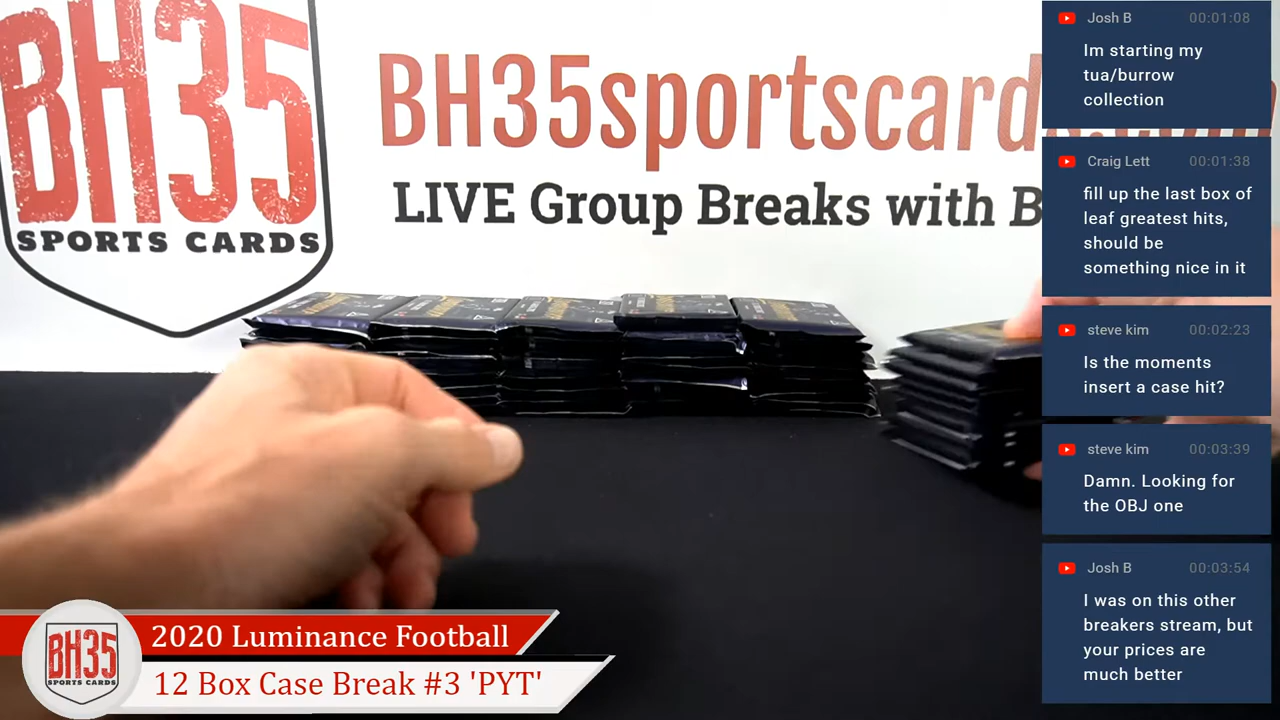 BH35
SPORTS CARDS
BH35sportscards.com
LIVE Group Breaks with B
Josh B 00:01:08
Im starting my
tua/burrow
collection
Craig Lett 00:01:38
fill up the last box of
leaf greatest hits,
should be
something nice in it
steve kim 00:02:23
Is the moments
insert a case hit?
steve kim 00:03:39
Damn. Looking for
the OBJ one
Josh B 00:03:54
I was on this other
breakers stream, but
your prices are
much better
BH35
SPORTS CARDS
2020 Luminance Football
12 Box Case Break #3 'PYT'